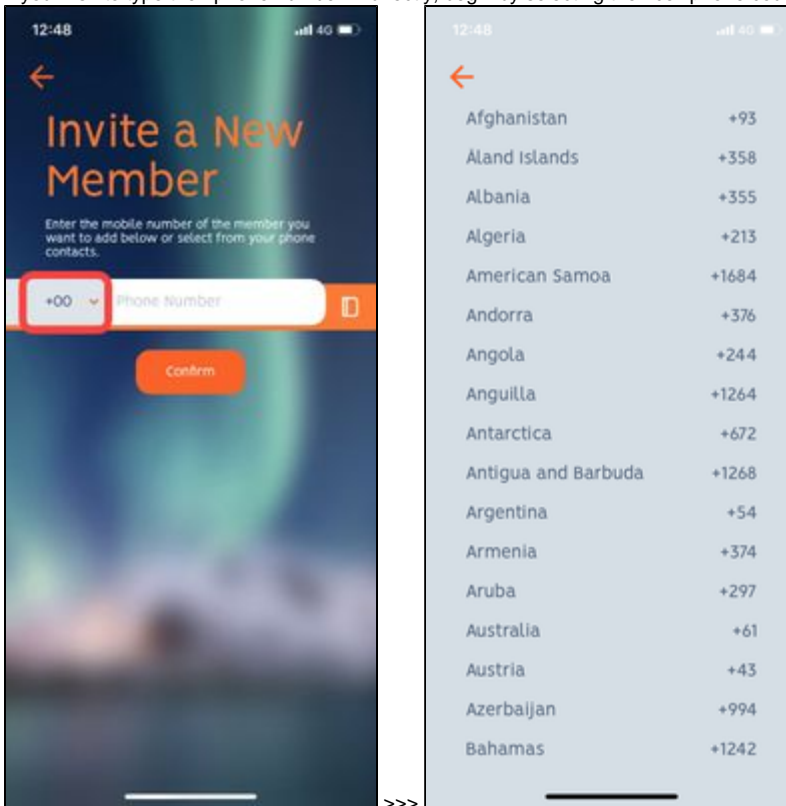 12:48 4G
Invite a New
Member
Enter the mobile number of the member you
want to add below or select from your phone
contacts.
+00 Phone Number
Confirm
>>>
12:48 4G
Afghanistan +93
Åland Islands +358
Albania +355
Algeria +213
American Samoa +1684
Andorra +376
Angola +244
Anguilla +1264
Antarctica +672
Antigua and Barbuda +1268
Argentina +54
Armenia +374
Aruba +297
Australia +61
Austria +43
Azerbaijan +994
Bahamas +1242